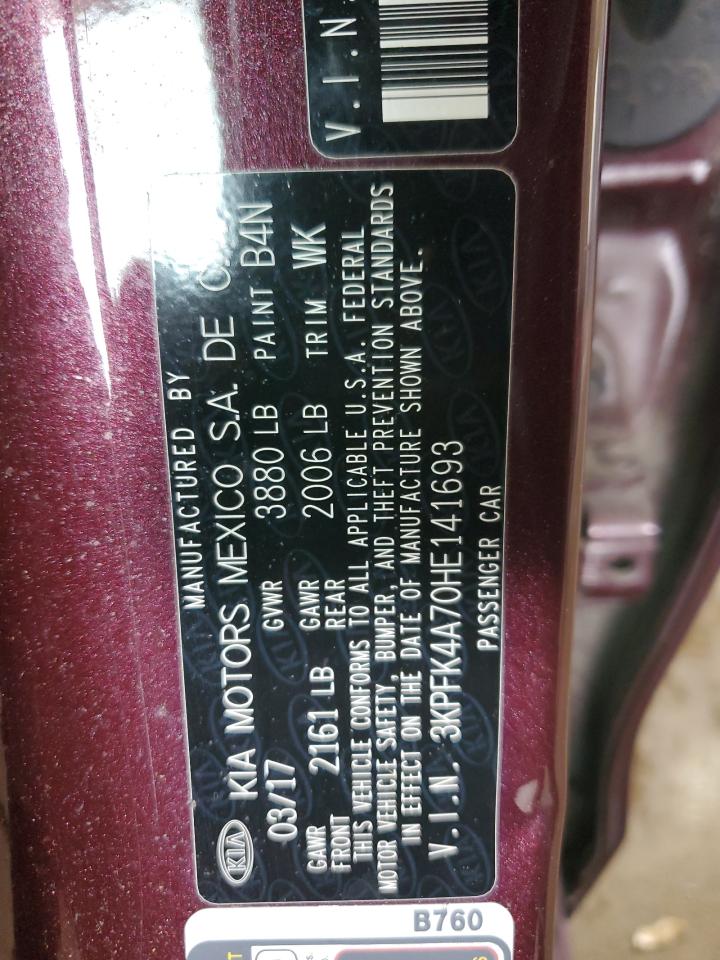 V.I.N.
MANUFACTURED BY
KIA KIA MOTORS MEXICO S.A. DE C
03/17 GVWR 3880 LB PAINT B4N
GAWR FRONT 2161 LB GAWR REAR 2006 LB TRIM WK
THIS VEHICLE CONFORMS TO ALL APPLICABLE U.S.A. FEDERAL
MOTOR VEHICLE SAFETY, BUMPER, AND THEFT PREVENTION STANDARDS
IN EFFECT ON THE DATE OF MANUFACTURE SHOWN ABOVE.
V.I.N. 3KPFK4A70HE141693
PASSENGER CAR
B760